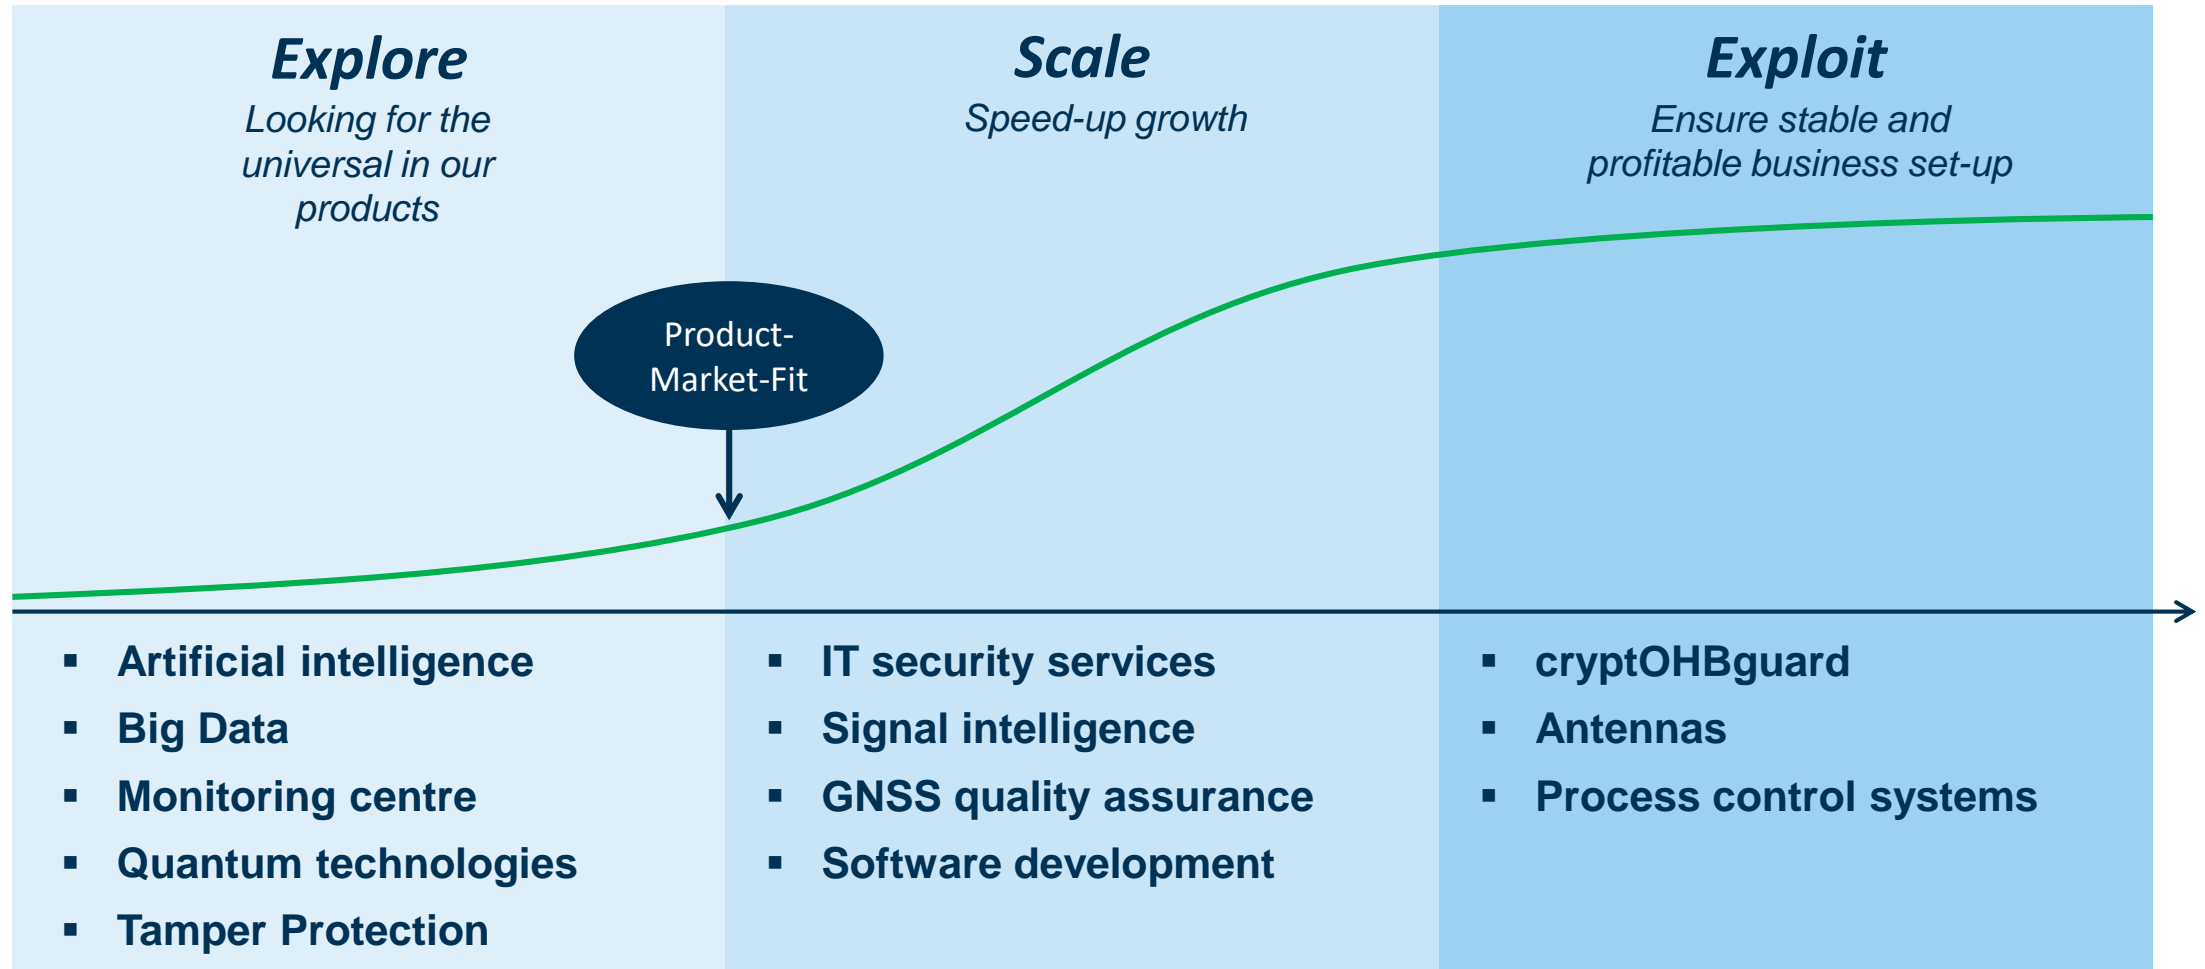 Explore
Looking for the
universal in our
products
Scale
Speed-up growth
Exploit
Ensure stable and
profitable business set-up
Product-
Market-Fit
▪ Artificial intelligence
▪ Big Data
▪ Monitoring centre
▪ Quantum technologies
▪ Tamper Protection
▪ IT security services
▪ Signal intelligence
▪ GNSS quality assurance
▪ Software development
▪ cryptOHBguard
▪ Antennas
▪ Process control systems